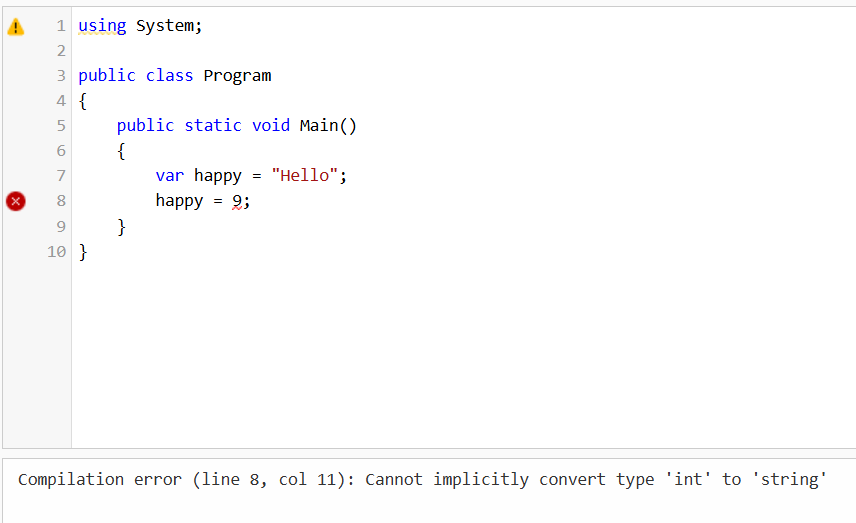 1 using System;
2
3 public class Program
4 {
5     public static void Main()
6     {
7         var happy = "Hello";
8         happy = 9;
9     }
10 }
Compilation error (line 8, col 11): Cannot implicitly convert type 'int' to 'string'